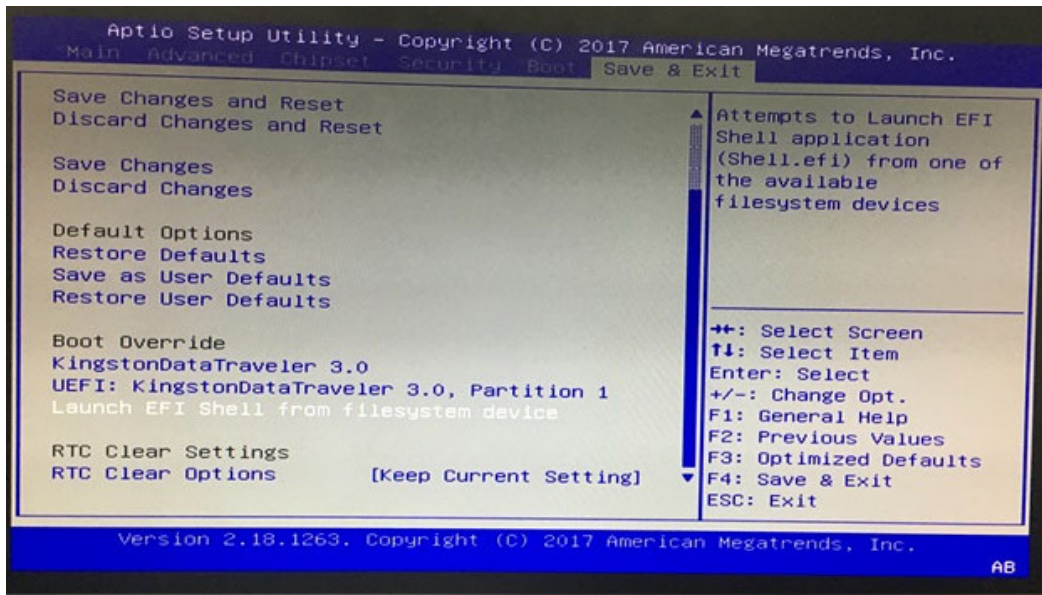 Aptio Setup Utility – Copyright (C) 2017 American Megatrends, Inc.
Main Advanced Chipset Security Boot Save & Exit
Save Changes and Reset
Discard Changes and Reset
Save Changes
Discard Changes
Default Options
Restore Defaults
Save as User Defaults
Restore User Defaults
Boot Override
KingstonDataTraveler 3.0
UEFI: KingstonDataTraveler 3.0, Partition 1
Launch EFI Shell from filesystem device
RTC Clear Settings
RTC Clear Options [Keep Current Setting]
Attempts to Launch EFI
Shell application
(Shell.efi) from one of
the available
filesystem devices
→←: Select Screen
↑↓: Select Item
Enter: Select
+/-: Change Opt.
F1: General Help
F2: Previous Values
F3: Optimized Defaults
F4: Save & Exit
ESC: Exit
Version 2.18.1263. Copyright (C) 2017 American Megatrends, Inc.
AB